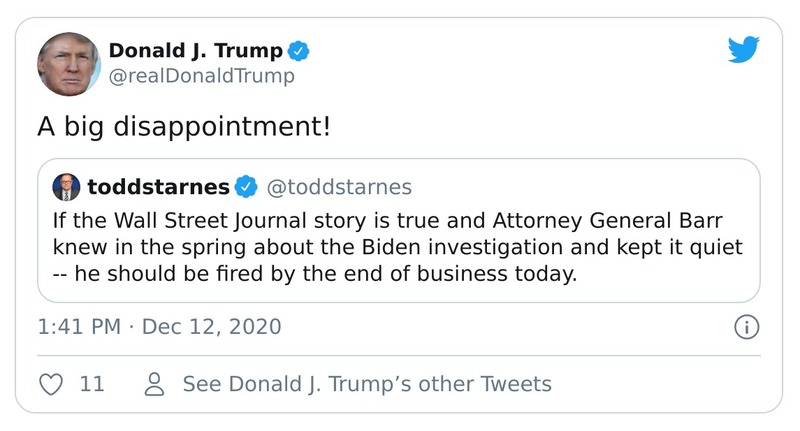 Donald J. Trump
@realDonaldTrump
A big disappointment!
toddstarnes @toddstarnes
If the Wall Street Journal story is true and Attorney General Barr
knew in the spring about the Biden investigation and kept it quiet
-- he should be fired by the end of business today.
1:41 PM · Dec 12, 2020
11 See Donald J. Trump’s other Tweets